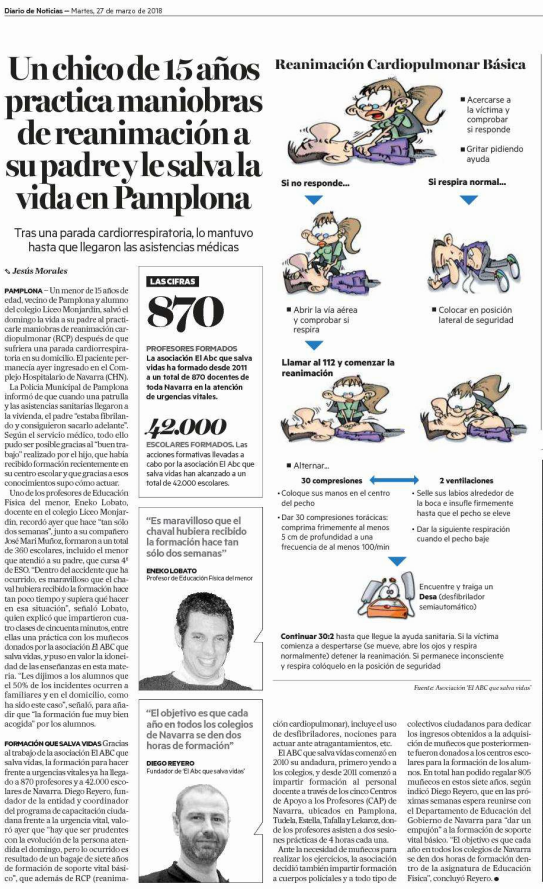 Diario de Noticias – Martes, 27 de marzo de 2018
Un chico de 15 años
practica maniobras
de reanimación a
su padre y le salva la
vida en Pamplona
Tras una parada cardiorrespiratoria, lo mantuvo
hasta que llegaron las asistencias médicas
Jesús Morales
PAMPLONA – Un menor de 15 años de
edad, vecino de Pamplona y alumno
del colegio Liceo Monjardín, salvó el
domingo la vida a su padre al practi-
carle maniobras de reanimación car-
diopulmonar (RCP) después de que
sufriera una parada cardiorrespira-
toria en su domicilio. El paciente per-
manecía ayer ingresado en el Com-
plejo Hospitalario de Navarra (CHN).
La Policía Municipal de Pamplona
informó de que cuando una patrulla
y las asistencias sanitarias llegaron a
la vivienda, el padre “estaba fibrilan-
do y consiguieron sacarlo adelante”.
Según el servicio médico, todo ello
pudo ser posible gracias al “buen tra-
bajo” realizado por el hijo, que había
recibido formación recientemente en
su centro escolar y que gracias a esos
conocimientos supo cómo actuar.
Uno de los profesores de Educación
Física del menor, Eneko Lobato,
docente en el colegio Liceo Monjar-
dín, recordó ayer que hace “tan sólo
dos semanas”, junto a su compañero
José Mari Muñoz, formaron a un total
de 360 escolares, incluido el menor
que atendió a su padre, que cursa 4º
de ESO. “Dentro del accidente que ha
ocurrido, es maravilloso que el cha-
val hubiera recibido la formación hace
tan poco tiempo y supiera qué hacer
en esa situación”, señaló Lobato,
quien explicó que impartieron cua-
tro clases de cincuenta minutos, entre
ellas una práctica con los muñecos
donados por la asociación El ABC que
salva vidas, y puso en valor la idonei-
dad de las enseñanzas en esta mate-
ria. “Les dijimos a los alumnos que
el 50% de los incidentes ocurren a
familiares y en el domicilio, como
ha sido este caso”, señaló, para aña-
dir que “la formación fue muy bien
acogida” por los alumnos.
FORMACIÓN QUE SALVA VIDAS Gracias
al trabajo de la asociación El ABC que
salva vidas, la formación para hacer
frente a urgencias vitales ya ha llega-
do a 870 profesores y a 42.000 esco-
lares de Navarra. Diego Reyero, fun-
dador de la entidad y coordinador
del programa de capacitación ciuda-
dana frente a la urgencia vital, valo-
ró ayer que “hay que ser prudentes
con la evolución de la persona aten-
dida el domingo, pero lo ocurrido es
resultado de un bagaje de siete años
de formación de soporte vital bási-
co”, que además de RCP (reanima-
LAS CIFRAS
870
PROFESORES FORMADOS
La asociación El Abc que salva
vidas ha formado desde 2011
a un total de 870 docentes de
toda Navarra en la atención
de urgencias vitales.
42.000
ESCOLARES FORMADOS. Las
acciones formativas llevadas a
cabo por la asociación El Abc que
salva vidas han alcanzado a un
total de 42.000 escolares.
“Es maravilloso que el
chaval hubiera recibido
la formación hace tan
sólo dos semanas”
ENEKO LOBATO
Profesor de Educación Física del menor
“El objetivo es que cada
año en todos los colegios
de Navarra se den dos
horas de formación”
DIEGO REYERO
Fundador de ‘El Abc que salva vidas’
Reanimación Cardiopulmonar Básica
Acercarse a
la víctima y
comprobar
si responde
Gritar pidiendo
ayuda
Si no responde...
Si respira normal...
Abrir la vía aérea
y comprobar si
respira
Colocar en posición
lateral de seguridad
Llamar al 112 y comenzar la
reanimación
Alternar...
30 compresiones
• Coloque sus manos en el centro
del pecho
• Dar 30 compresiones torácicas:
comprima firmemente al menos
5 cm de profundidad a una
frecuencia de al menos 100/min
2 ventilaciones
• Selle sus labios alrededor de
la boca e insufle firmemente
hasta que el pecho se eleve
• Dar la siguiente respiración
cuando el pecho baje
Encuentre y traiga un
Desa (desfibrilador
semiautomático)
Continuar 30:2 hasta que llegue la ayuda sanitaria. Si la víctima
comienza a despertarse (se mueve, abre los ojos y respira
normalmente) detener la reanimación. Si permanece inconsciente
y respira colóquelo en la posición de seguridad
Fuente: Asociación ‘El ABC que salva vidas’
ción cardiopulmonar), incluye el uso
de desfibriladores, nociones para
actuar ante atragantamientos, etc.
El ABC que salva vidas comenzó en
2010 su andadura, primero yendo a
los colegios, y desde 2011 comenzó a
impartir formación al personal
docente a través de los cinco Centros
de Apoyo a los Profesores (CAP) de
Navarra, ubicados en Pamplona,
Tudela, Estella, Tafalla y Lekaroz, don-
de los profesores asisten a dos sesio-
nes prácticas de 4 horas cada una.
Ante la necesidad de muñecos para
realizar los ejercicios, la asociación
decidió también impartir formación
a cuerpos policiales y a todo tipo de
colectivos ciudadanos para dedicar
los ingresos obtenidos a la adquisi-
ción de muñecos que posteriormen-
te fueron donados a los centros esco-
lares para la formación de los alum-
nos. En total han podido regalar 805
muñecos en estos siete años, según
indicó Diego Reyero, que en las pró-
ximas semanas espera reunirse con
el Departamento de Educación del
Gobierno de Navarra para “dar un
empujón” a la formación de soporte
vital básico. “El objetivo es que cada
año en todos los colegios de Navarra
se den dos horas de formación den-
tro de la asignatura de Educación
Física”, concluyó Reyero. ●